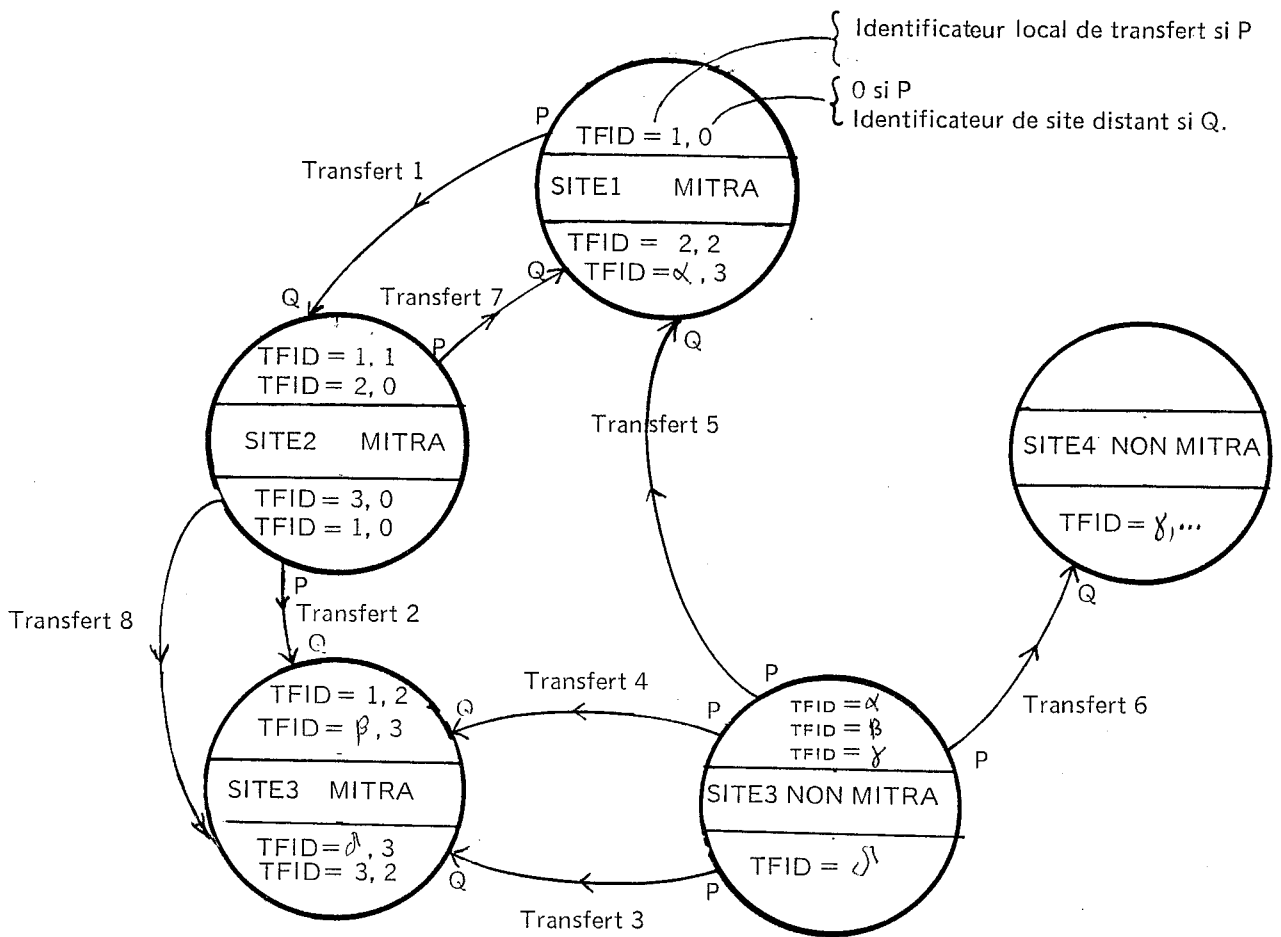 Identificateur local de transfert si P
0 si P
Identificateur de site distant si Q.
P
TFID = 1, 0
Transfert 1
SITE1 MITRA
TFID = 2, 2
TFID = α, 3
Q
Transfert 7
Q
P
Q
TFID = 1, 1
TFID = 2, 0
Transfert 5
SITE2 MITRA
SITE4 NON MITRA
TFID = 3, 0
TFID = 1, 0
TFID = γ, ...
P
Q
Transfert 8
Transfert 2
Q
TFID = 1, 2
TFID = β, 3
Q
Transfert 4
P
P
TFID = α
TFID = β
TFID = γ
Transfert 6
P
SITE3 MITRA
SITE3 NON MITRA
TFID = δ, 3
TFID = 3, 2
Q
P
TFID = δ
Transfert 3